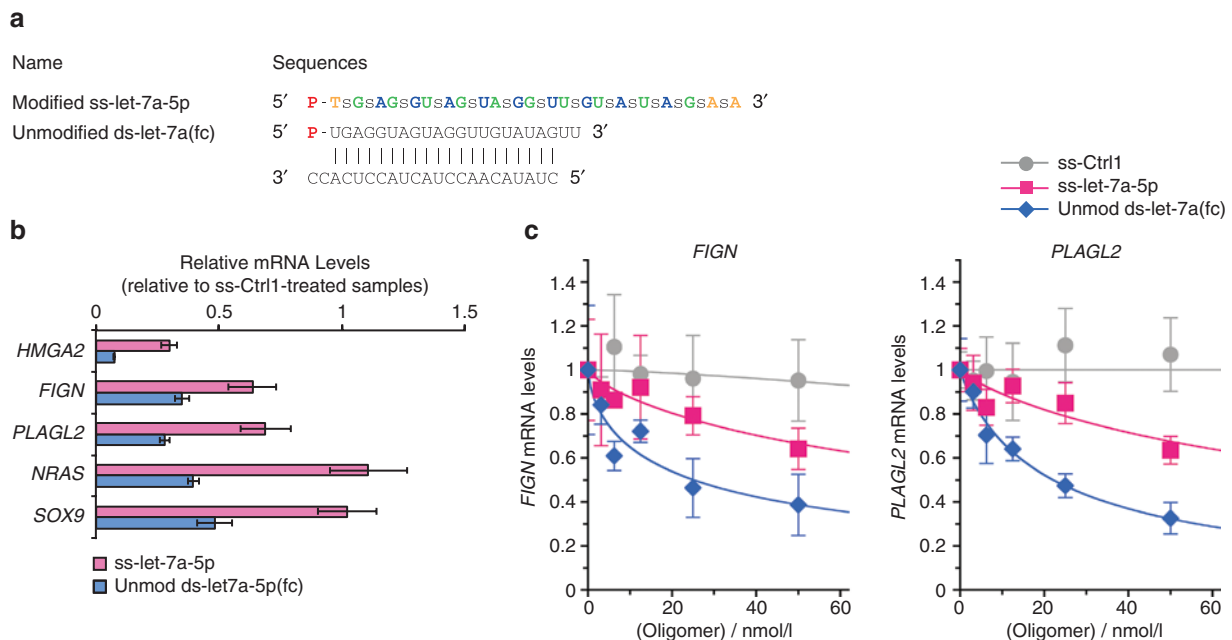 a
Name Sequences
Modified ss-let-7a-5p 5′ P-TsGsAsGsGUsAGsUAsGGsUUsGUsAsUsAsGsAsA 3′
Unmodified ds-let-7a(fc) 5′ P-UGAGGUAGUAGGUUGUAUAGUU 3′
3′ CCACUCCAUCAUCCAACAUAUC 5′
ss-Ctrl1
ss-let-7a-5p
Unmod ds-let-7a(fc)
b
Relative mRNA Levels
(relative to ss-Ctrl1-treated samples)
0 0.5 1 1.5
HMGA2
FIGN
PLAGL2
NRAS
SOX9
ss-let-7a-5p
Unmod ds-let7a-5p(fc)
c
FIGN
FIGN mRNA levels
1.4
1.2
1
0.8
0.6
0.4
0.2
0
0 20 40 60
(Oligomer) / nmol/l
PLAGL2
PLAGL2 mRNA levels
1.4
1.2
1
0.8
0.6
0.4
0.2
0
0 20 40 60
(Oligomer) / nmol/l